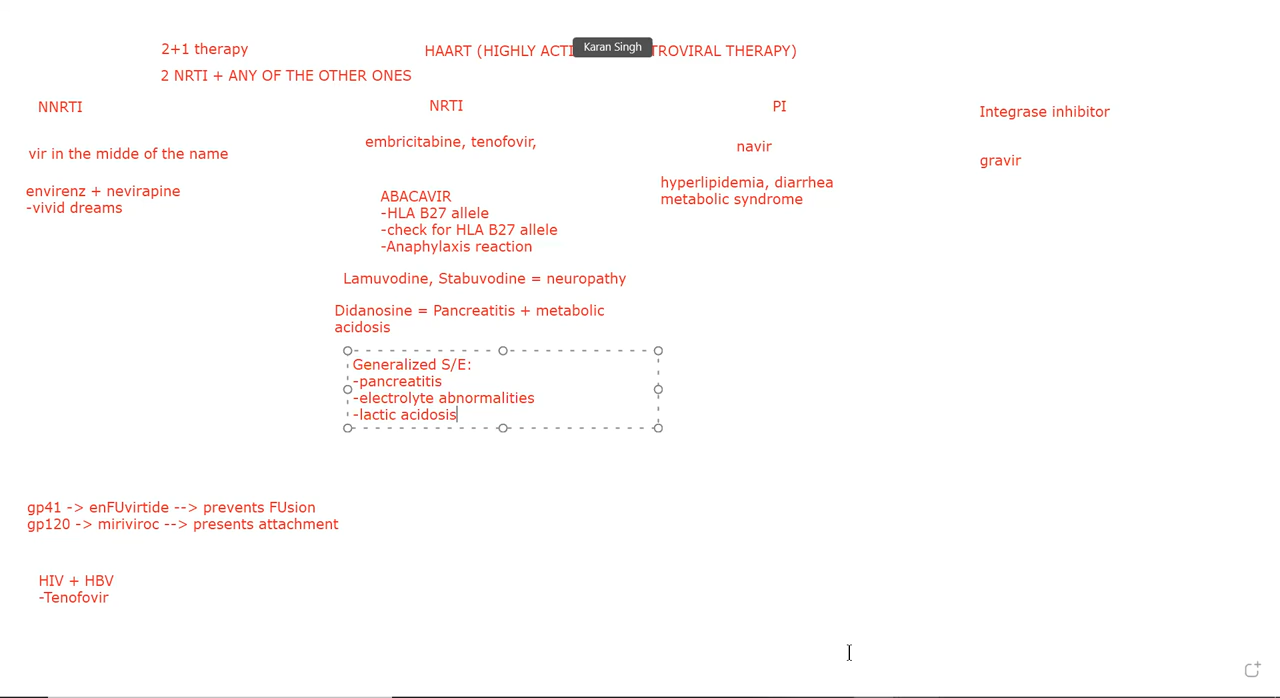 2+1 therapy
HAART (HIGHLY ACTI
Karan Singh
TROVIRAL THERAPY)
2 NRTI + ANY OF THE OTHER ONES
NNRTI
vir in the midde of the name
envirenz + nevirapine
-vivid dreams
NRTI
embricitabine, tenofovir,
ABACAVIR
-HLA B27 allele
-check for HLA B27 allele
-Anaphylaxis reaction
Lamuvodine, Stabuvodine = neuropathy
Didanosine = Pancreatitis + metabolic
acidosis
Generalized S/E:
-pancreatitis
-electrolyte abnormalities
-lactic acidosis
PI
navir
hyperlipidemia, diarrhea
metabolic syndrome
Integrase inhibitor
gravir
gp41 -> enFUvirtide --> prevents FUsion
gp120 -> miriviroc --> presents attachment
HIV + HBV
-Tenofovir